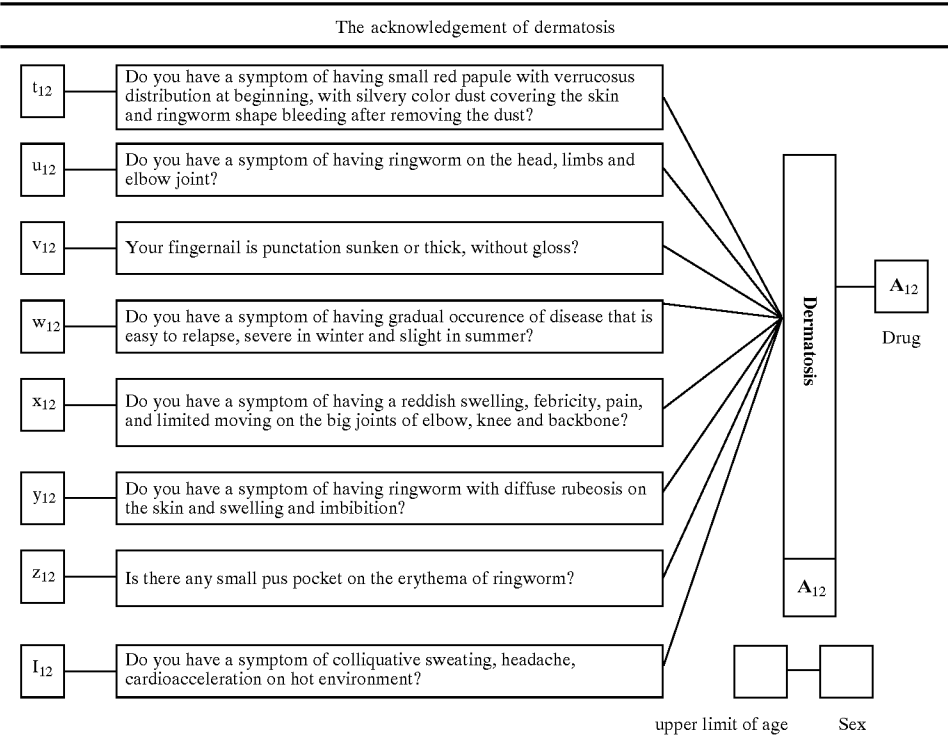 The acknowledgement of dermatosis
t12
Do you have a symptom of having small red papule with verrucosus
distribution at beginning, with silvery color dust covering the skin
and ringworm shape bleeding after removing the dust?
u12
Do you have a symptom of having ringworm on the head, limbs and
elbow joint?
v12
Your fingernail is punctation sunken or thick, without gloss?
w12
Do you have a symptom of having gradual occurence of disease that is
easy to relapse, severe in winter and slight in summer?
x12
Do you have a symptom of having a reddish swelling, febricity, pain,
and limited moving on the big joints of elbow, knee and backbone?
y12
Do you have a symptom of having ringworm with diffuse rubeosis on
the skin and swelling and imbibition?
z12
Is there any small pus pocket on the erythema of ringworm?
I12
Do you have a symptom of colliquative sweating, headache,
cardioacceleration on hot environment?
Dermatosis
A12
A12
Drug
upper limit of age
Sex